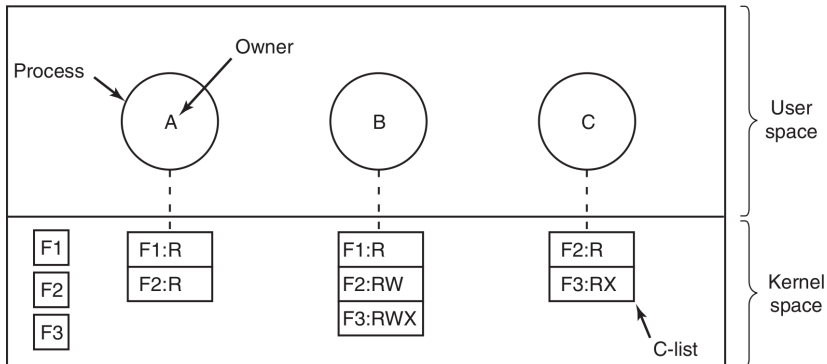 Owner
Process
A
B
C
User
space
F1
F2
F3
F1:R
F2:R
F1:R
F2:RW
F3:RWX
F2:R
F3:RX
C-list
Kernel
space